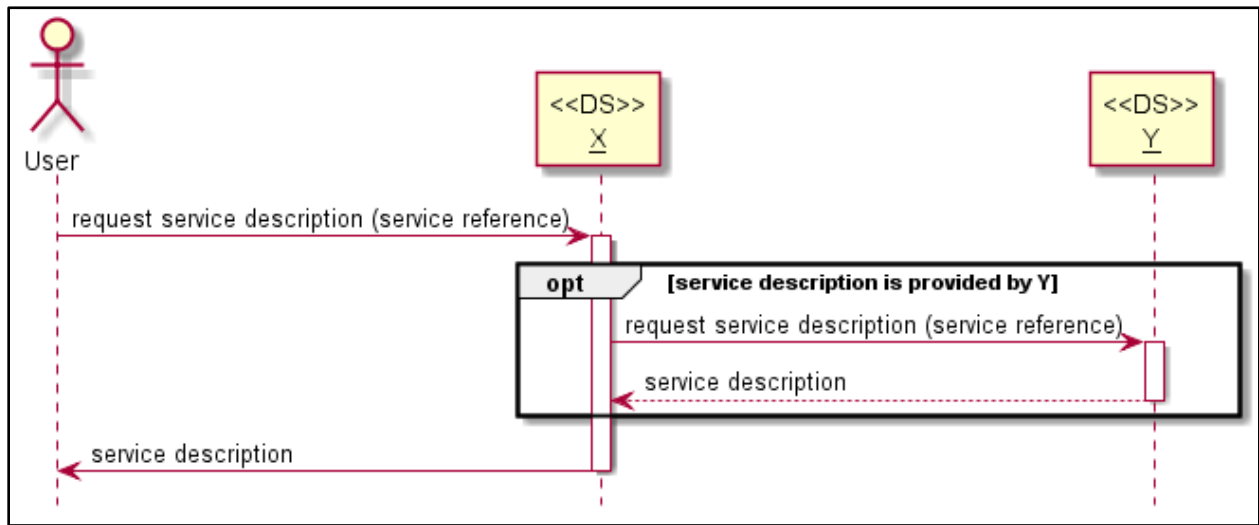 <<DS>>
X
<<DS>>
Y
User
request service description (service reference)
opt
[service description is provided by Y]
request service description (service reference)
service description
service description